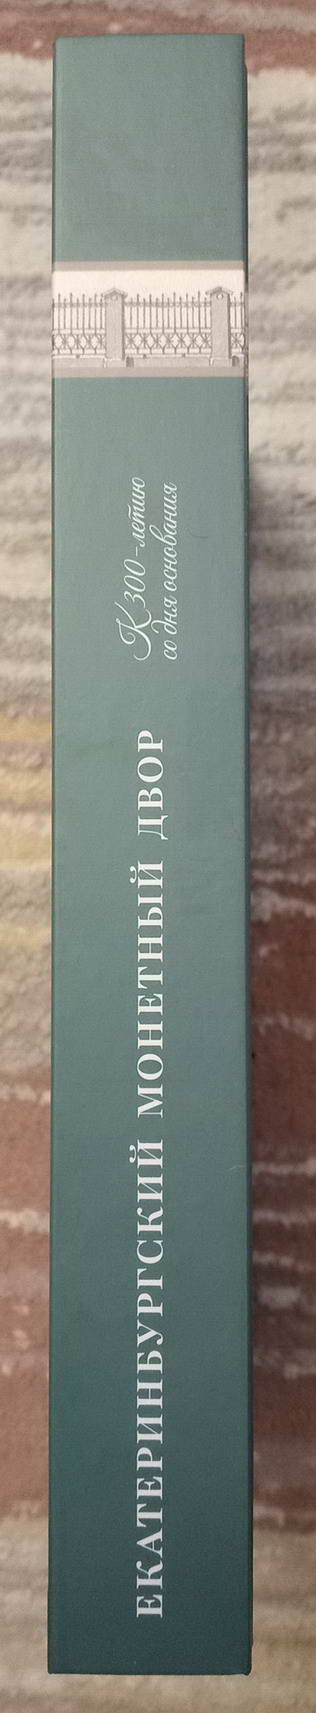 ЕКАТЕРИНБУРГСКИЙ МОНЕТНЫЙ ДВОР
К 300-летию
со дня основания